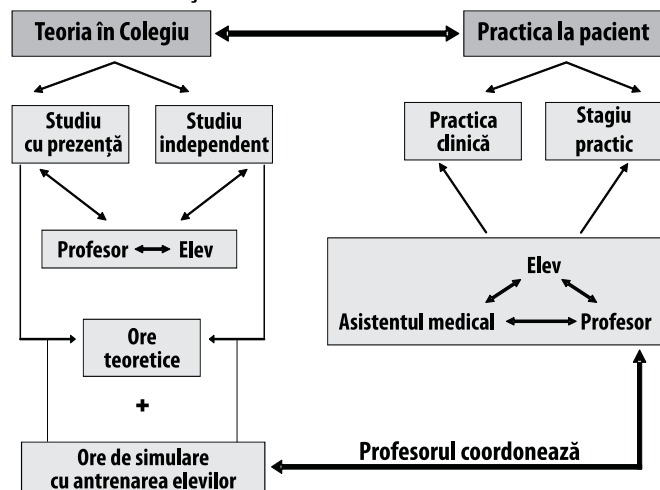 Teoria în Colegiu
Practica la pacient
Studiu
cu prezență
Studiu
independent
Practica
clinică
Stagiu
practic
Profesor
Elev
Elev
Asistentul medical
Profesor
Ore
teoretice
+
Ore de simulare
cu antrenarea elevilor
Profesorul coordonează